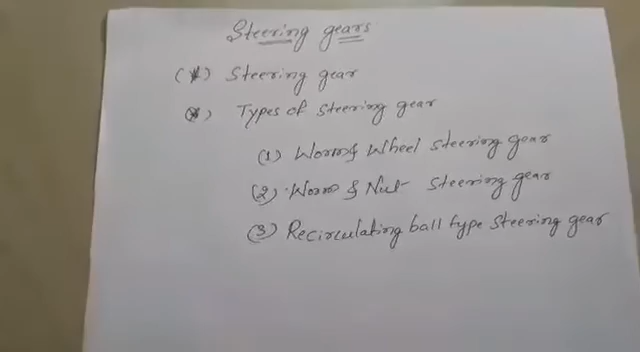 Steering gears
(*) Steering gear
(*) Types of steering gear
(1) Worm & Wheel steering gear
(2) Worm & Nut steering gear
(3) Recirculating ball type steering gear